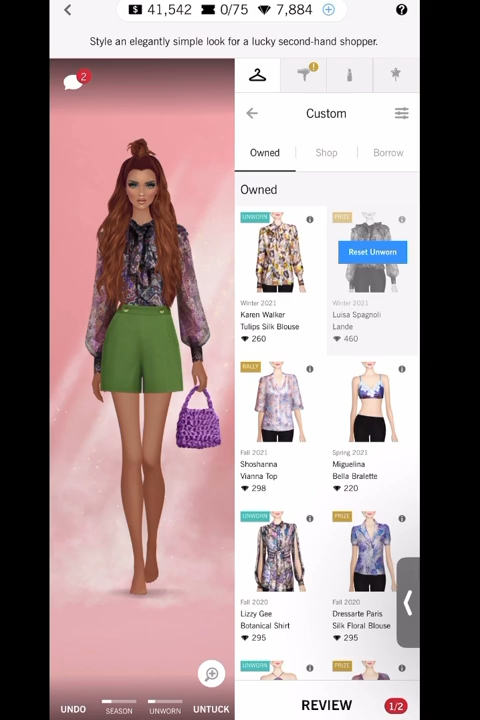 41,542 0/75 7,884
Style an elegantly simple look for a lucky second-hand shopper.
2
Custom
Owned Shop Borrow
Owned
UNWORN PRIZE
Reset Unworn
Winter 2021 Winter 2021
Karen Walker Luisa Spagnoli
Tulips Silk Blouse Lande
260 460
RALLY
Fall 2021 Spring 2021
Shoshanna Miguelina
Vianna Top Bella Bralette
298 220
UNWORN PRIZE
Fall 2020 Fall 2020
Lizzy Gee Dressarte Paris
Botanical Shirt Silk Floral Blouse
295 295
UNWORN PRIZE
UNDO SEASON UNWORN UNTUCK
REVIEW 1/2